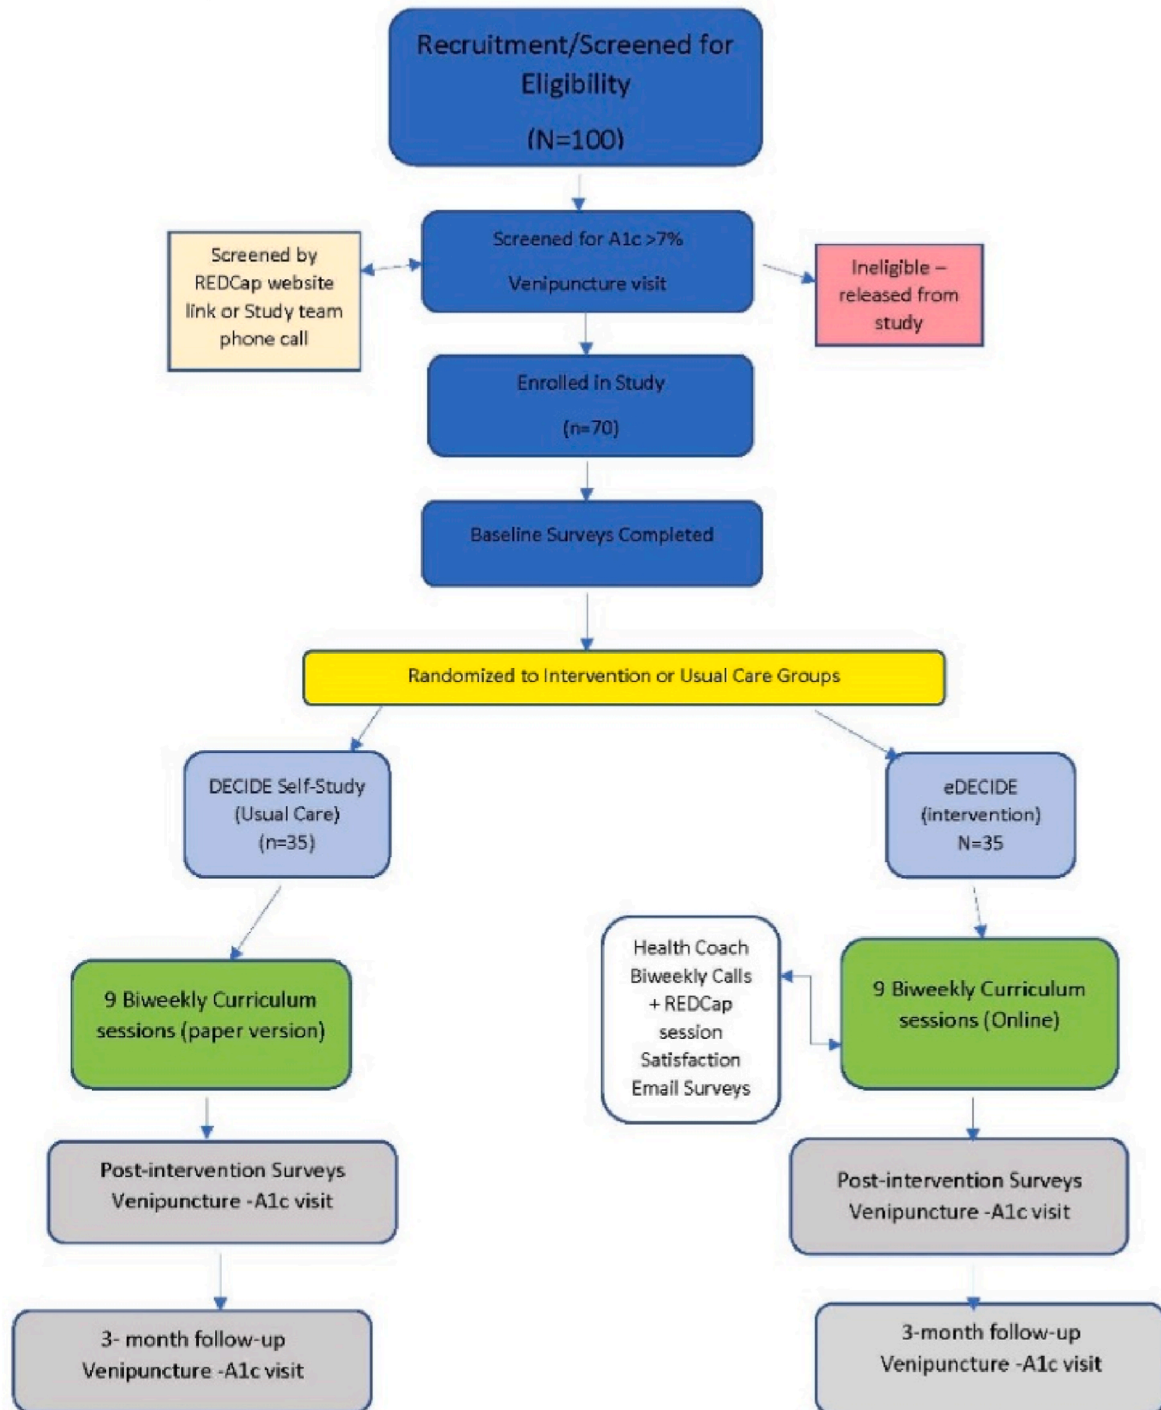 Recruitment/Screened for
Eligibility
(N=100)
Screened by
REDCap website
link or Study team
phone call
Screened for A1c >7%
Venipuncture visit
Ineligible –
released from
study
Enrolled in Study
(n=70)
Baseline Surveys Completed
Randomized to Intervention or Usual Care Groups
DECIDE Self-Study
(Usual Care)
(n=35)
eDECIDE
(intervention)
N=35
9 Biweekly Curriculum
sessions (paper version)
Health Coach
Biweekly Calls
+ REDCap
session
Satisfaction
Email Surveys
9 Biweekly Curriculum
sessions (Online)
Post-intervention Surveys
Venipuncture -A1c visit
Post-intervention Surveys
Venipuncture -A1c visit
3- month follow-up
Venipuncture -A1c visit
3-month follow-up
Venipuncture -A1c visit